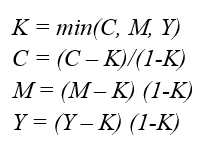 K = min(C, M, Y)
C = (C – K)/(1-K)
M = (M – K) (1-K)
Y = (Y – K) (1-K)